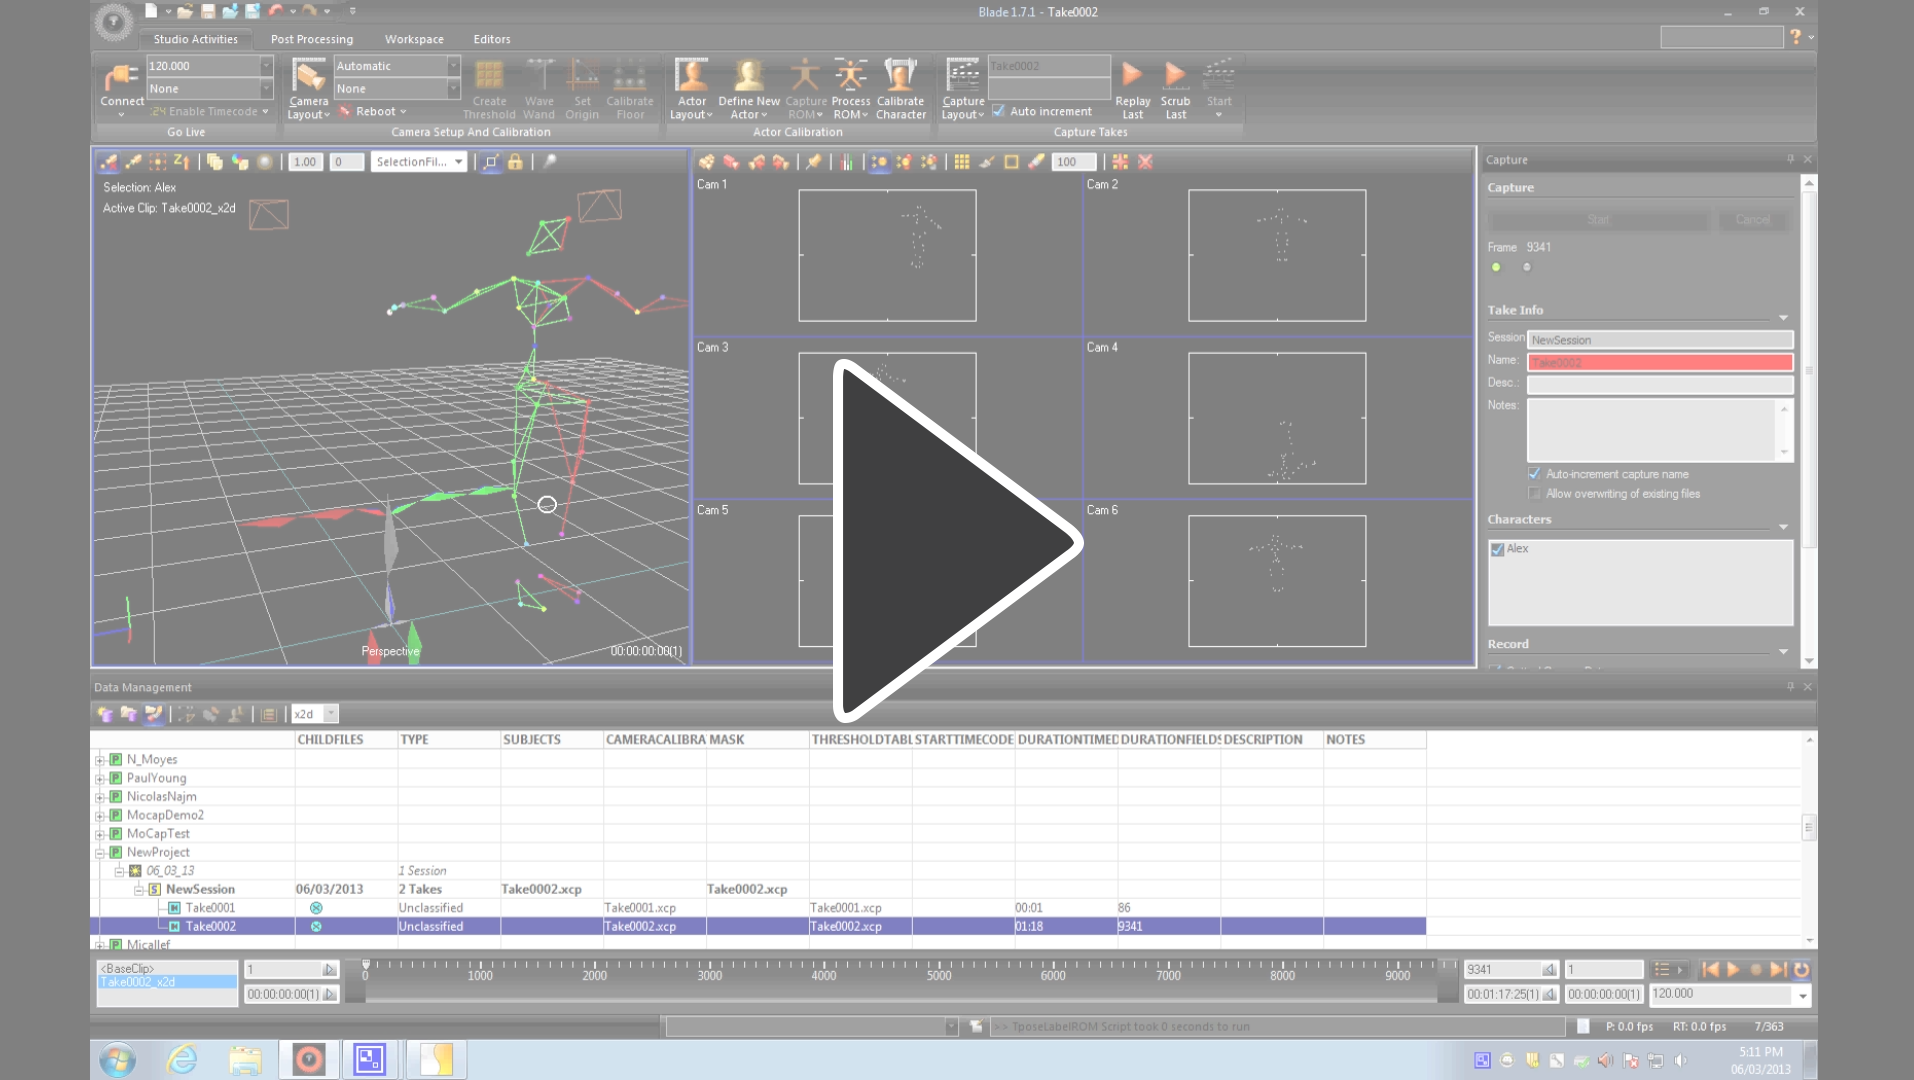 Blade 1.7.1 - Take0002
Studio Activities
Post Processing
Workspace
Editors
120.000
None
Connect
:24 Enable Timecode
Go Live
Automatic
None
Camera Layout
Reboot
Create Threshold
Wave Wand
Set Origin
Calibrate Floor
Camera Setup And Calibration
Actor Layout
Define New Actor
Capture ROM
Process ROM
Calibrate Character
Actor Calibration
Capture Layout
Take0002
Auto increment
Replay Last
Scrub Last
Start
Capture Takes
1.00
0
SelectionFil...
100
Selection: Alex
Active Clip: Take0002_x2d
Perspective
00:00:00:00(1)
Cam 1
Cam 2
Cam 3
Cam 4
Cam 5
Cam 6
Capture
Capture
Start
Cancel
Frame 9341
Take Info
Session NewSession
Name: Take0002
Desc.:
Notes:
Auto-increment capture name
Allow overwriting of existing files
Characters
Alex
Record
Data Management
x2d
CHILDFILES TYPE SUBJECTS CAMERACALIBRA MASK THRESHOLDTABL STARTTIMECODE DURATIONTIMEC DURATIONFIELDS DESCRIPTION NOTES
N_Moyes
PaulYoung
NicolasNajm
MocapDemo2
MoCapTest
NewProject
06_03_13 1 Session
NewSession 06/03/2013 2 Takes Take0002.xcp Take0002.xcp
Take0001 Unclassified Take0001.xcp Take0001.xcp 00:01 86
Take0002 Unclassified Take0002.xcp Take0002.xcp 01:18 9341
Micallef
<BaseClip>
Take0002_x2d
1
00:00:00:00(1)
0 1000 2000 3000 4000 5000 6000 7000 8000 9000
9341
1
00:01:17:25(1)
00:00:00:00(1)
120.000
>> TposeLabelROM Script took 0 seconds to run
P: 0.0 fps
RT: 0.0 fps
7/363
5:11 PM
06/03/2013